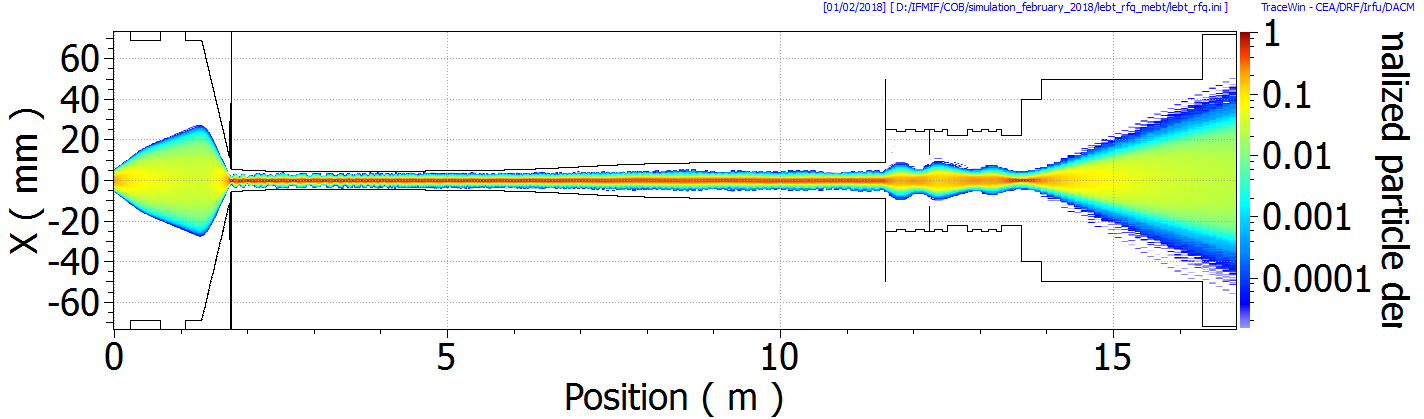 [01/02/2018] [ D:/IFMIF/COB/simulation_february_2018/lebt_rfq_mebt/lebt_rfq.ini ] TraceWin - CEA/DRF/Irfu/DACM
X ( mm )
60
40
20
0
-20
-40
-60
0 5 10 15
Position ( m )
1
0.1
0.01
0.001
0.0001
malized particle der